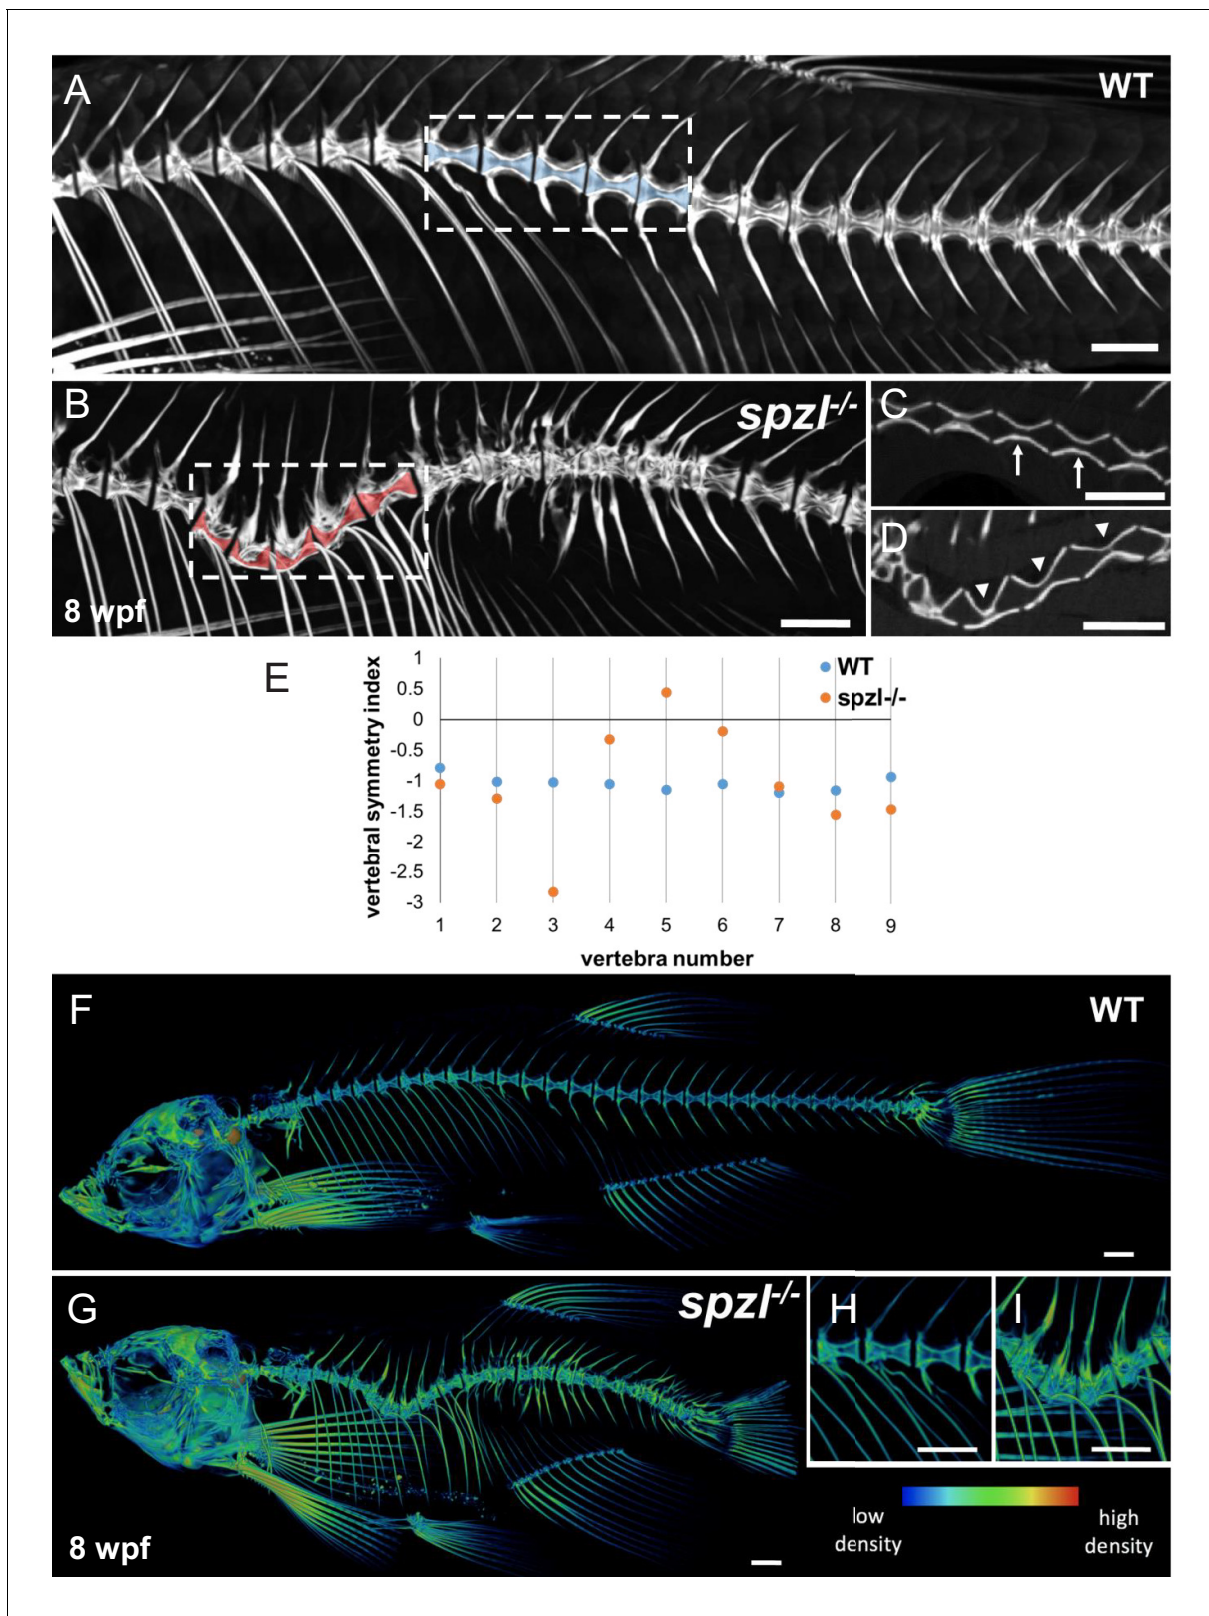 A
WT
B
spzl-/-
8 wpf
C
D
E
vertebral symmetry index
1
0.5
0
-0.5
-1
-1.5
-2
-2.5
-3
WT
spzl-/-
1 2 3 4 5 6 7 8 9
vertebra number
F
WT
G
spzl-/-
8 wpf
H
I
low
density
high
density